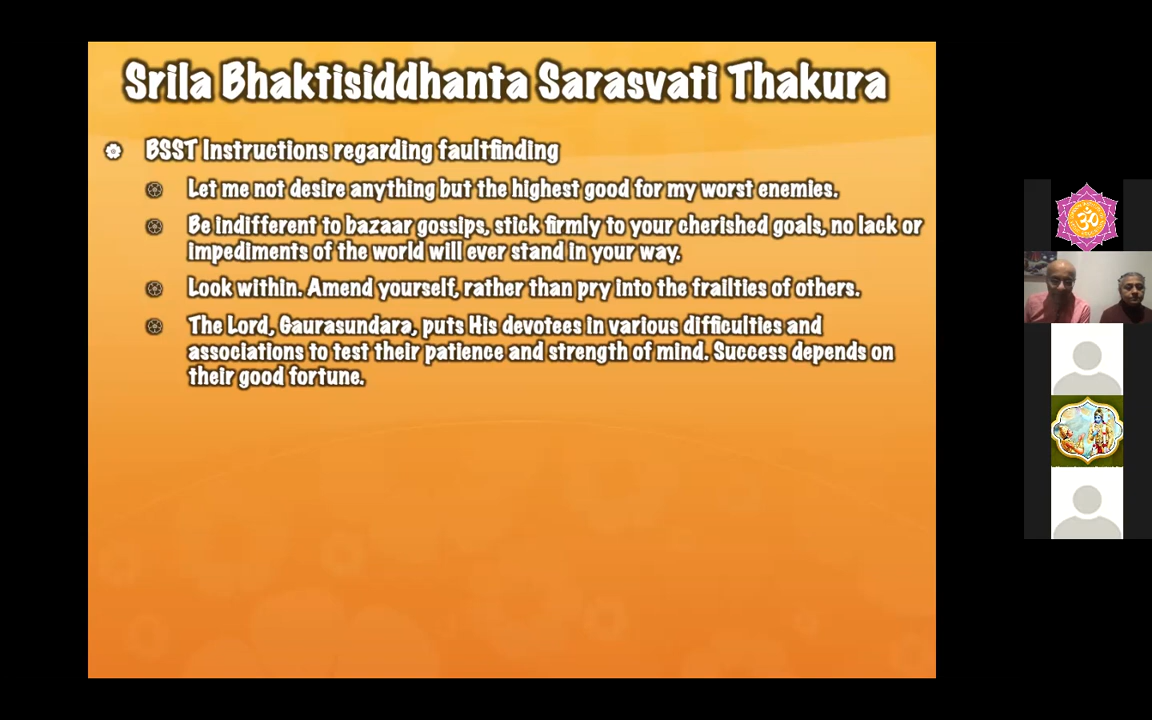 Srila Bhaktisiddhanta Sarasvati Thakura
BSST Instructions regarding faultfinding
Let me not desire anything but the highest good for my worst enemies.
Be indifferent to bazaar gossips, stick firmly to your cherished goals, no lack or
impediments of the world will ever stand in your way.
Look within. Amend yourself, rather than pry into the frailties of others.
The Lord, Gaurasundara, puts His devotees in various difficulties and
associations to test their patience and strength of mind. Success depends on
their good fortune.
ॐ